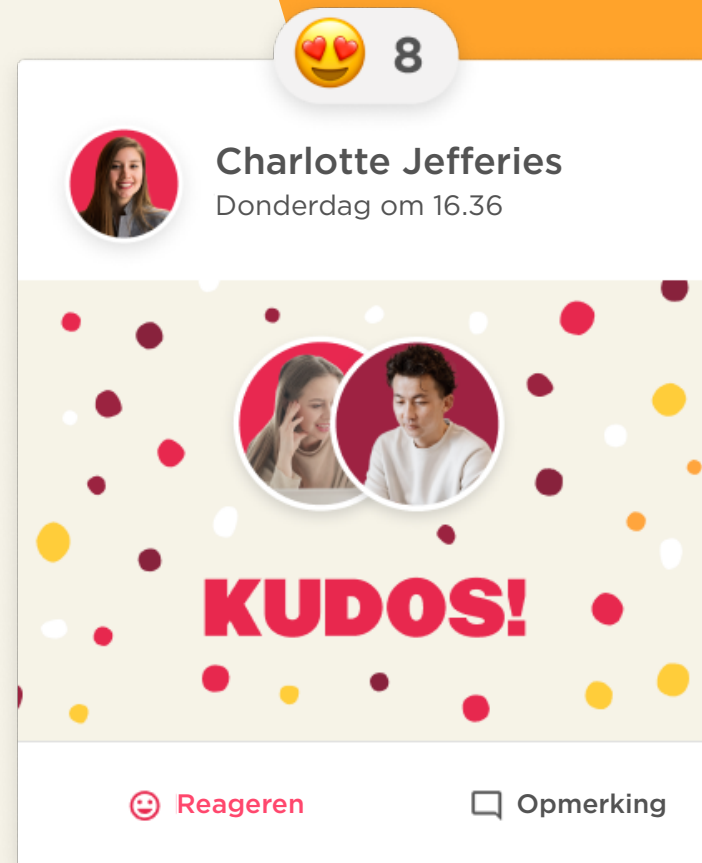 8
Charlotte Jefferies
Donderdag om 16.36
KUDOS!
Reageren
Opmerking